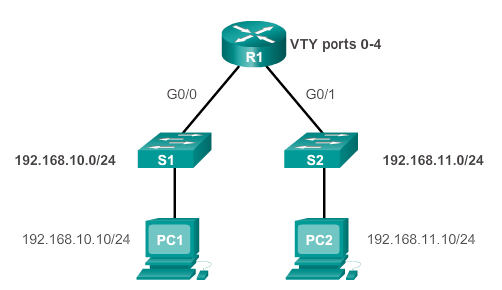 VTY ports 0-4
R1
G0/0
G0/1
192.168.10.0/24
S1
S2
192.168.11.0/24
192.168.10.10/24
PC1
PC2
192.168.11.10/24